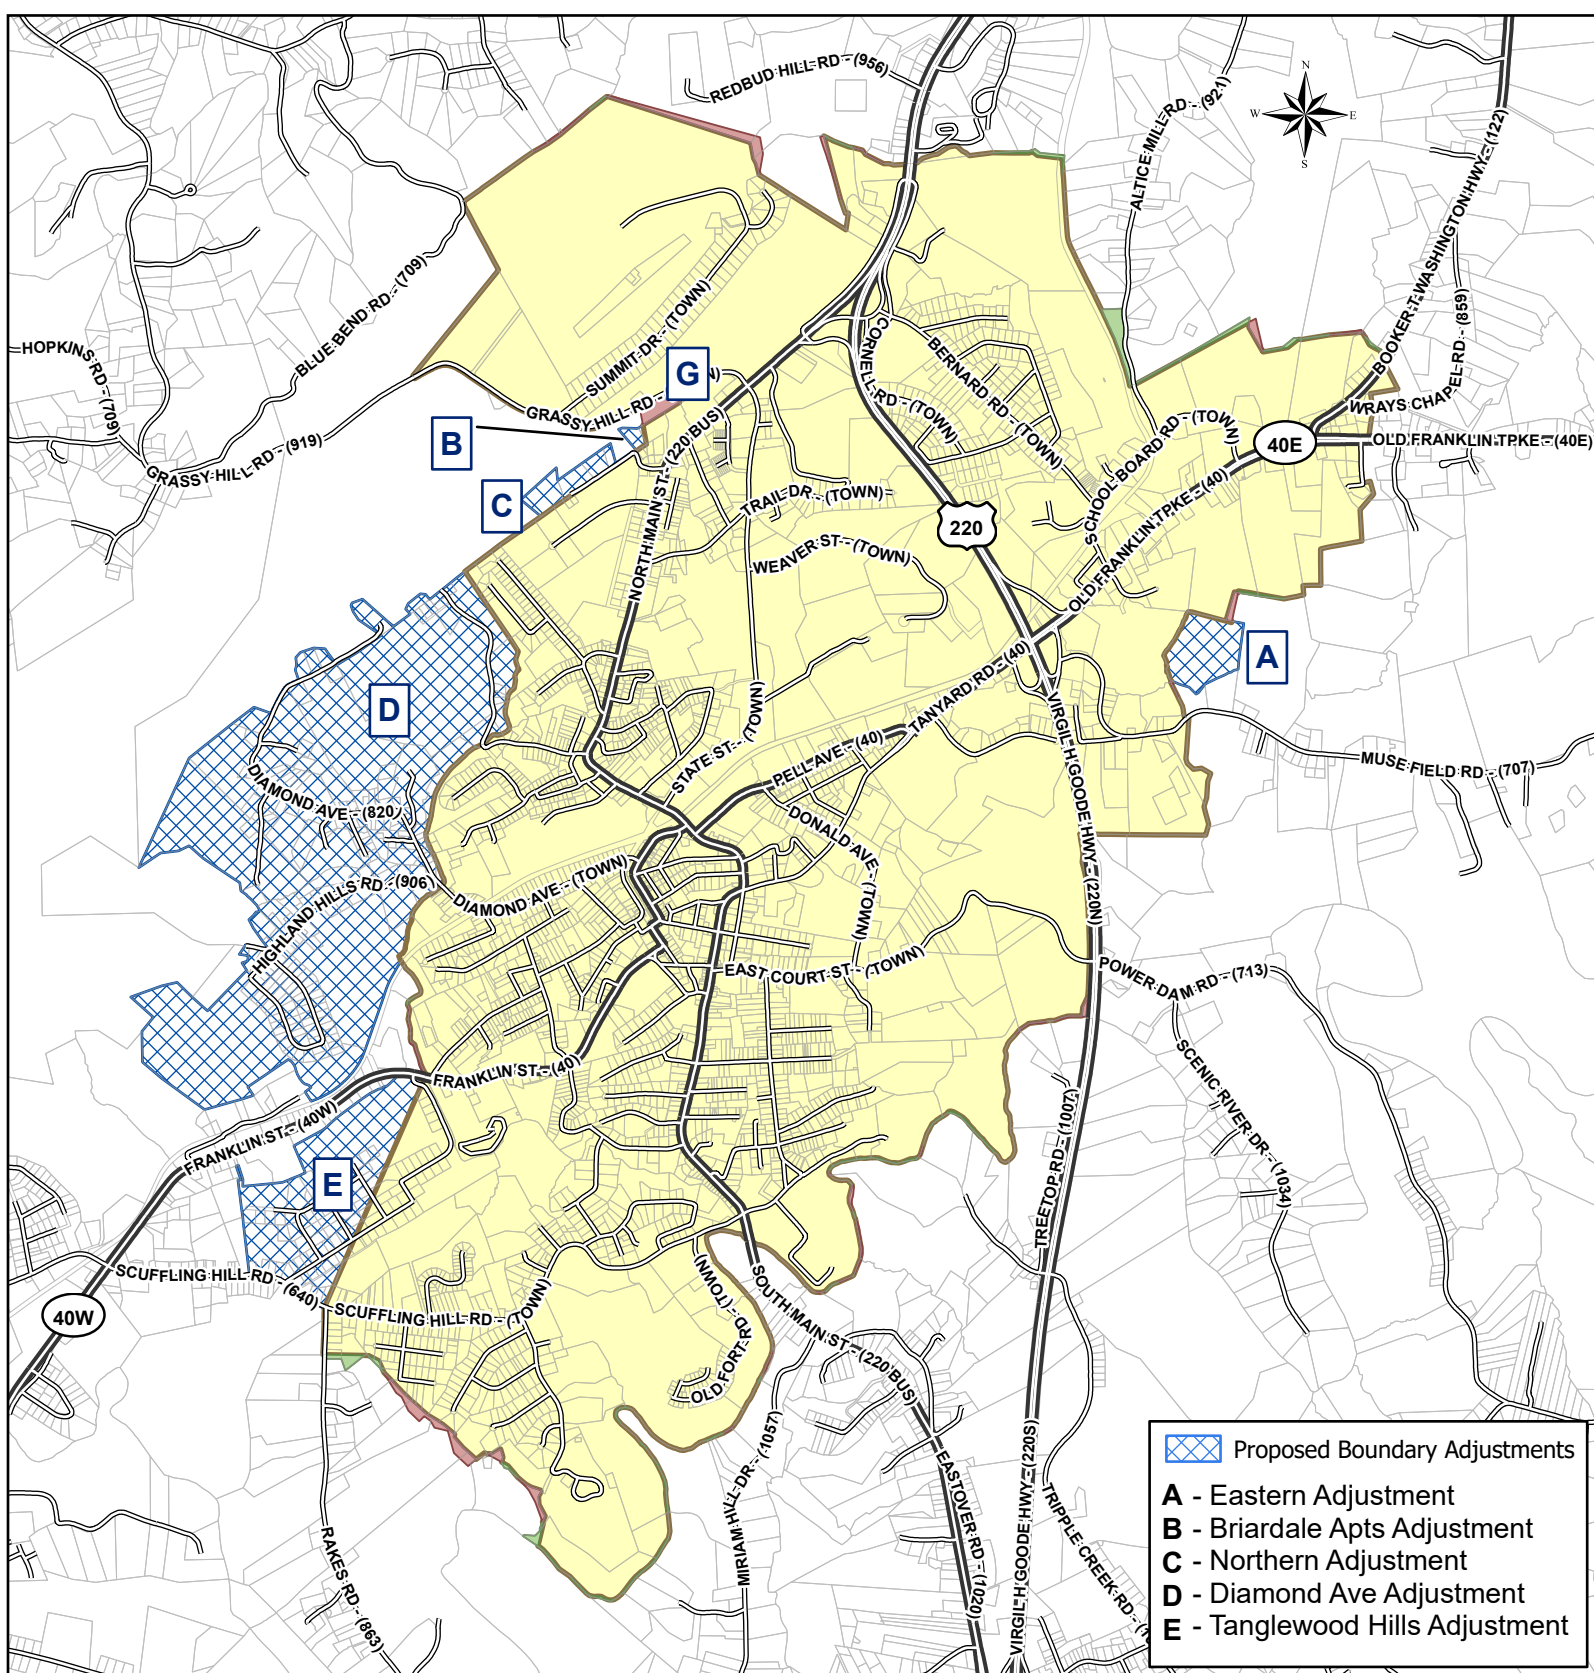 REDBUD HILL RD - (956)
N
W
E
S
ALTICE MILL RD - (921)
BOOKER T WASHINGTON HWY - (122)
BLUE BEND RD - (709)
HOPKINS RD - (709)
SUMMIT DR - (TOWN)
G
CORNELL RD - (TOWN)
BERNARD RD - (TOWN)
WRAYS CHAPEL RD - (859)
GRASSY HILL RD -
B
GRASSY HILL RD - (919)
SCHOOL BOARD RD - (TOWN)
40E
OLD FRANKLIN TPKE - (40E)
C
NORTH MAIN ST - (220 BUS)
TRAIL DR - (TOWN)
220
WEAVER ST - (TOWN)
OLD FRANKLIN TPKE - (40)
A
D
TANYARD RD - (40)
STATE ST - (TOWN)
PELL AVE - (40)
VIRGIL H GOODE HWY - (220N)
MUSE FIELD RD - (707)
DIAMOND AVE - (820)
DONALD AVE - (TOWN)
HIGHLAND HILLS RD - (906)
DIAMOND AVE - (TOWN)
EAST COURT ST - (TOWN)
POWER DAM RD - (713)
SCENIC RIVER DR - (1034)
FRANKLIN ST - (40)
FRANKLIN ST - (40W)
TREETOP RD - (1007)
E
SCUFFLING HILL RD - (640)
40W
SCUFFLING HILL RD - (TOWN)
OLD FORT RD - (TOWN)
SOUTH MAIN ST - (220 BUS)
MIRIAM HILL DR - (1057)
EASTOVER RD - (1020)
VIRGIL H GOODE HWY - (220S)
TRIPPLE CREEK RD -
RAKES RD - (863)
Proposed Boundary Adjustments
A - Eastern Adjustment
B - Briardale Apts Adjustment
C - Northern Adjustment
D - Diamond Ave Adjustment
E - Tanglewood Hills Adjustment